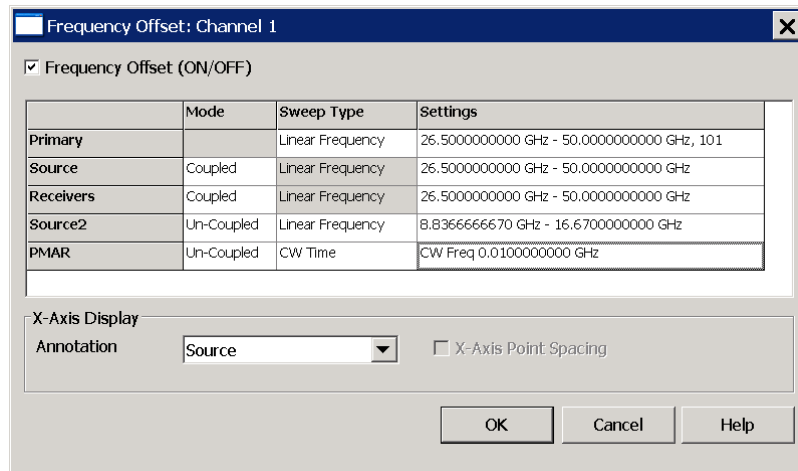 Frequency Offset: Channel 1
Frequency Offset (ON/OFF)
Mode Sweep Type Settings
Primary Linear Frequency 26.5000000000 GHz - 50.0000000000 GHz, 101
Source Coupled Linear Frequency 26.5000000000 GHz - 50.0000000000 GHz
Receivers Coupled Linear Frequency 26.5000000000 GHz - 50.0000000000 GHz
Source2 Un-Coupled Linear Frequency 8.8366666670 GHz - 16.6700000000 GHz
PMAR Un-Coupled CW Time CW Freq 0.0100000000 GHz
X-Axis Display
Annotation Source X-Axis Point Spacing
OK Cancel Help